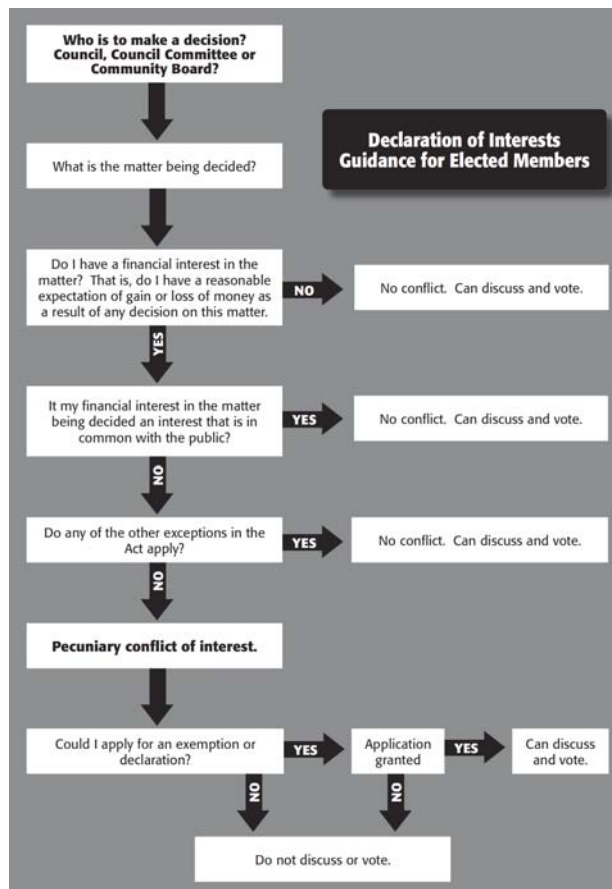 Who is to make a decision?
Council, Council Committee or
Community Board?
Declaration of Interests
Guidance for Elected Members
What is the matter being decided?
Do I have a financial interest in the
matter? That is, do I have a reasonable
expectation of gain or loss of money as
a result of any decision on this matter.
NO
No conflict. Can discuss and vote.
YES
It my financial interest in the matter
being decided an interest that is in
common with the public?
YES
No conflict. Can discuss and vote.
NO
Do any of the other exceptions in the
Act apply?
YES
No conflict. Can discuss and vote.
NO
Pecuniary conflict of interest.
Could I apply for an exemption or
declaration?
YES
Application
granted
YES
Can discuss
and vote.
NO
NO
Do not discuss or vote.